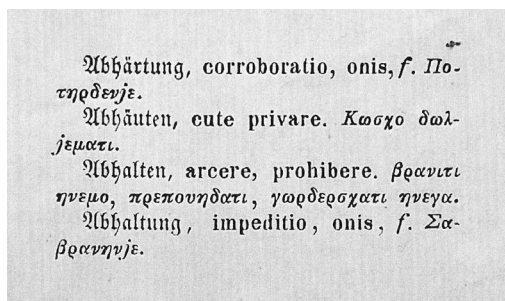 Abhärtung, corroboratio, onis, f. Πο-
τηρδενjε.
Abhäuten, cute privare. Κωσχο δωλ-
jεματι.
Abhalten, arcere, prohibere. βρανιτι
ηνεμο, πρεπουηδατι, γωρδερσχατι ηνεγα.
Abhaltung, impeditio, onis, f. Σα-
βρανηνjε.